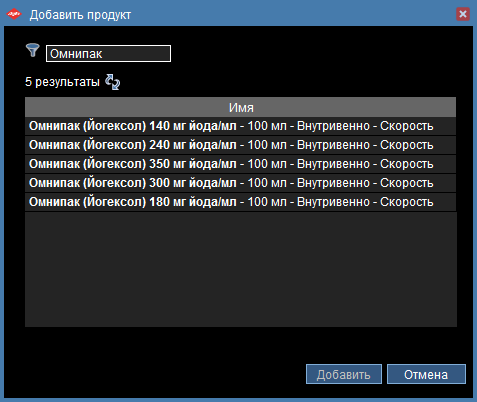 Добавить продукт
Омнипак
5 результаты
Имя
Омнипак (Йогексол) 140 мг йода/мл - 100 мл - Внутривенно - Скорость
Омнипак (Йогексол) 240 мг йода/мл - 100 мл - Внутривенно - Скорость
Омнипак (Йогексол) 350 мг йода/мл - 100 мл - Внутривенно - Скорость
Омнипак (Йогексол) 300 мг йода/мл - 100 мл - Внутривенно - Скорость
Омнипак (Йогексол) 180 мг йода/мл - 100 мл - Внутривенно - Скорость
Добавить Отмена